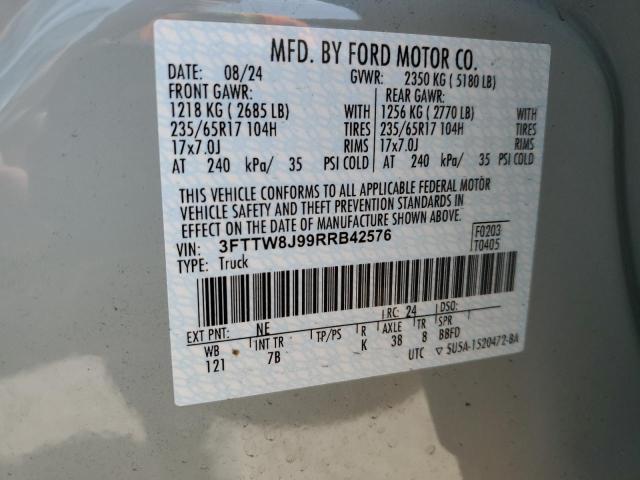 MFD. BY FORD MOTOR CO.
DATE: 08/24 GVWR: 2350 KG ( 5180 LB)
FRONT GAWR: REAR GAWR:
1218 KG ( 2685 LB) WITH 1256 KG ( 2770 LB) WITH
235/65R17 104H TIRES 235/65R17 104H TIRES
17x7.0J RIMS 17x7.0J RIMS
AT 240 kPa/ 35 PSI COLD AT 240 kPa/ 35 PSI COLD
THIS VEHICLE CONFORMS TO ALL APPLICABLE FEDERAL MOTOR
VEHICLE SAFETY AND THEFT PREVENTION STANDARDS IN
EFFECT ON THE DATE OF MANUFACTURE SHOWN ABOVE.
VIN: 3FTTW8J99RRB42576 F0203
TYPE: Truck T0405
EXT PNT: NE RC: 24 DSO:
WB INT TR TP/PS R AXLE TR SPR
121 7B K 38 8 BBFD
UTC ▽ 5U5A-1520472-BA